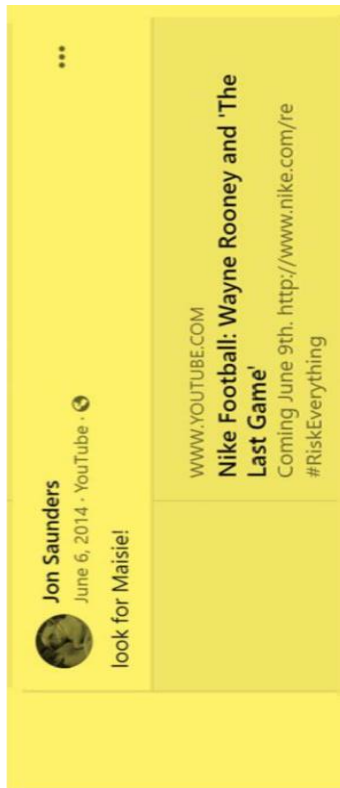 Jon Saunders
June 6, 2014 · YouTube ·
look for Maisie!
WWW.YOUTUBE.COM
Nike Football: Wayne Rooney and 'The
Last Game'
Coming June 9th. http://www.nike.com/re
#RiskEverything